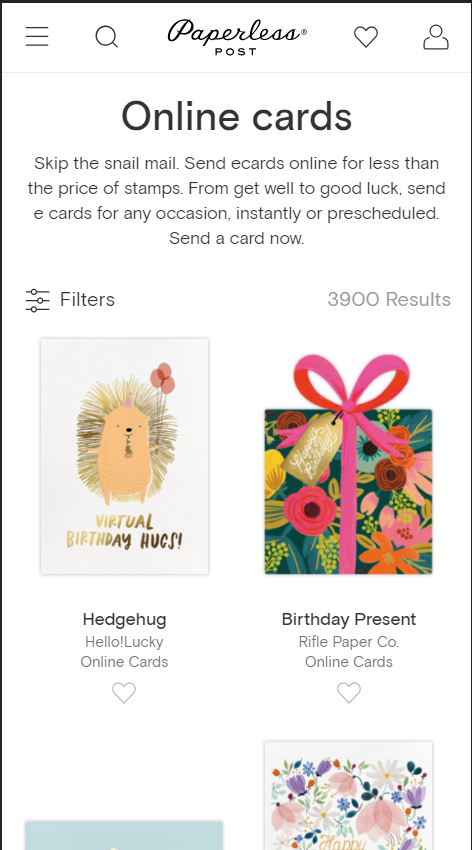 Paperless®
POST
Online cards
Skip the snail mail. Send ecards online for less than
the price of stamps. From get well to good luck, send
e cards for any occasion, instantly or prescheduled.
Send a card now.
Filters
3900 Results
VIRTUAL
BIRTHDAY HUGS!
Happy
Birthday
Hedgehug
Hello!Lucky
Online Cards
Birthday Present
Rifle Paper Co.
Online Cards
Happy